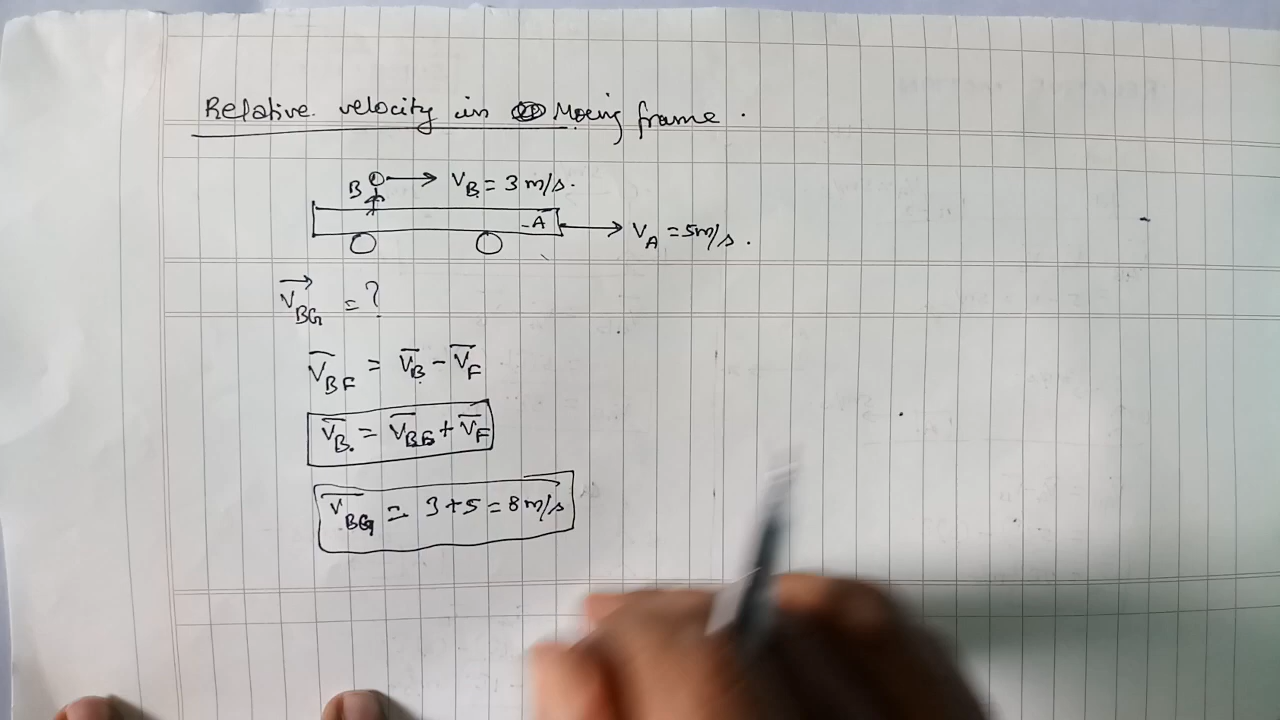 Relative velocity in Moving frame.
B V_B = 3 m/s.
A V_A = 5m/s.
V_BG = ?
V_BF = V_B - V_F
V_B. = V_BF + V_F
V_BG = 3 + 5 = 8 m/s